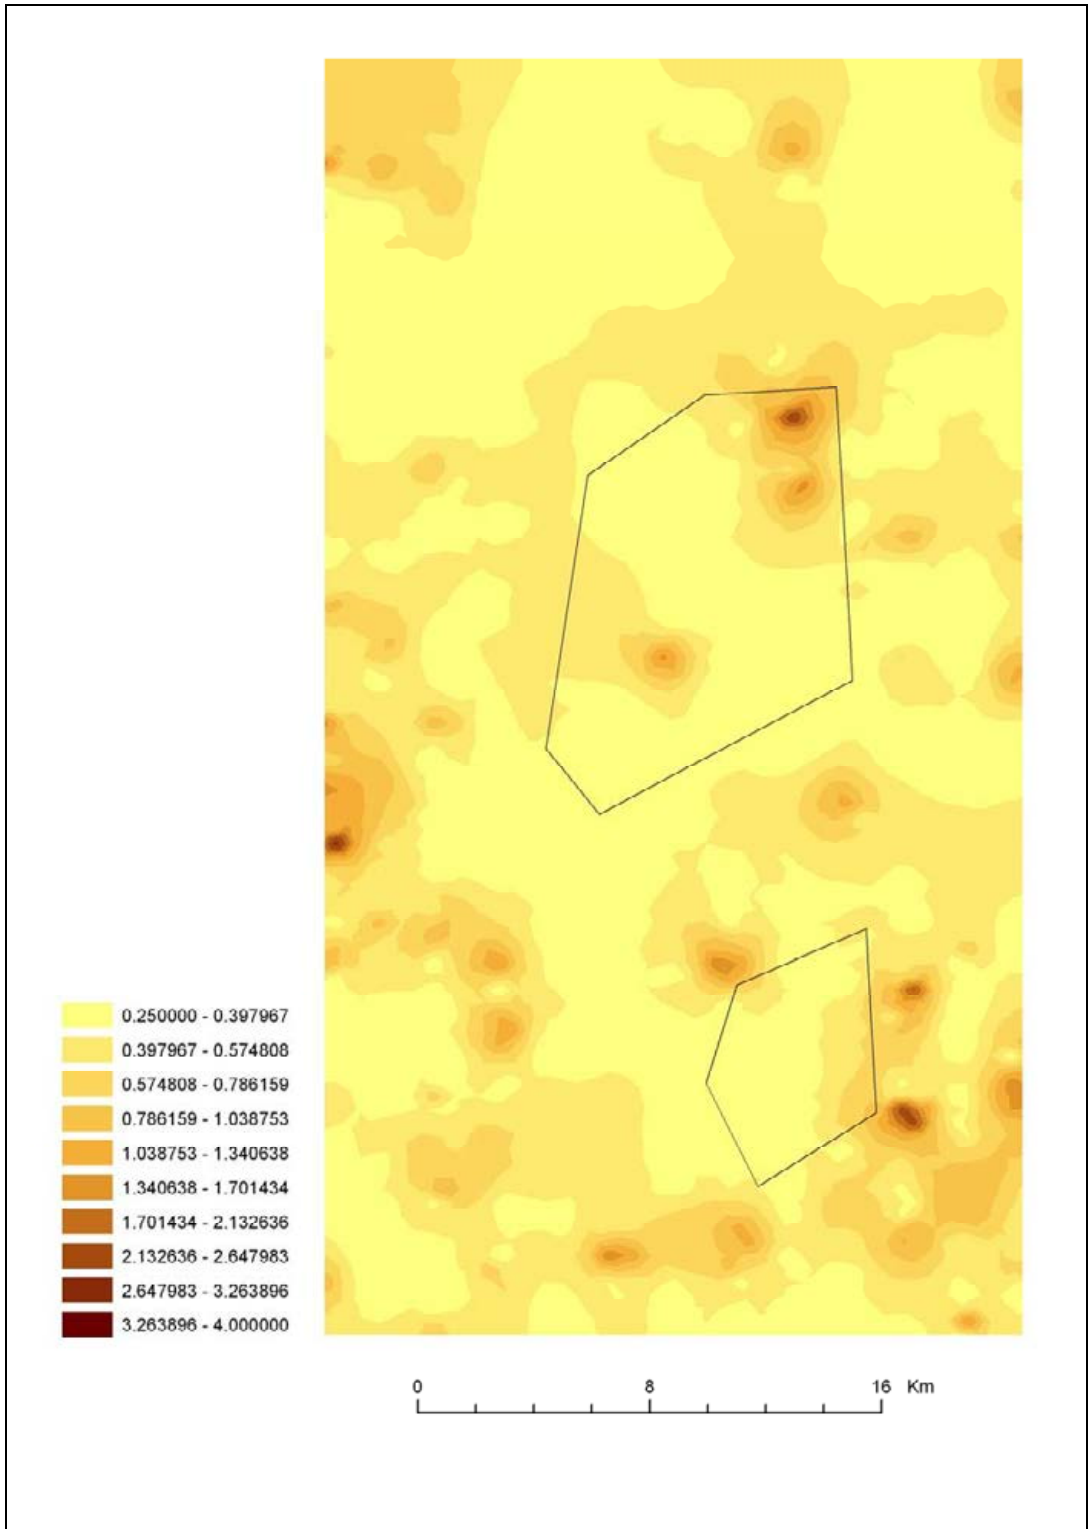 0.250000 - 0.397967
0.397967 - 0.574808
0.574808 - 0.786159
0.786159 - 1.038753
1.038753 - 1.340638
1.340638 - 1.701434
1.701434 - 2.132636
2.132636 - 2.647983
2.647983 - 3.263896
3.263896 - 4.000000
0 8 16 Km